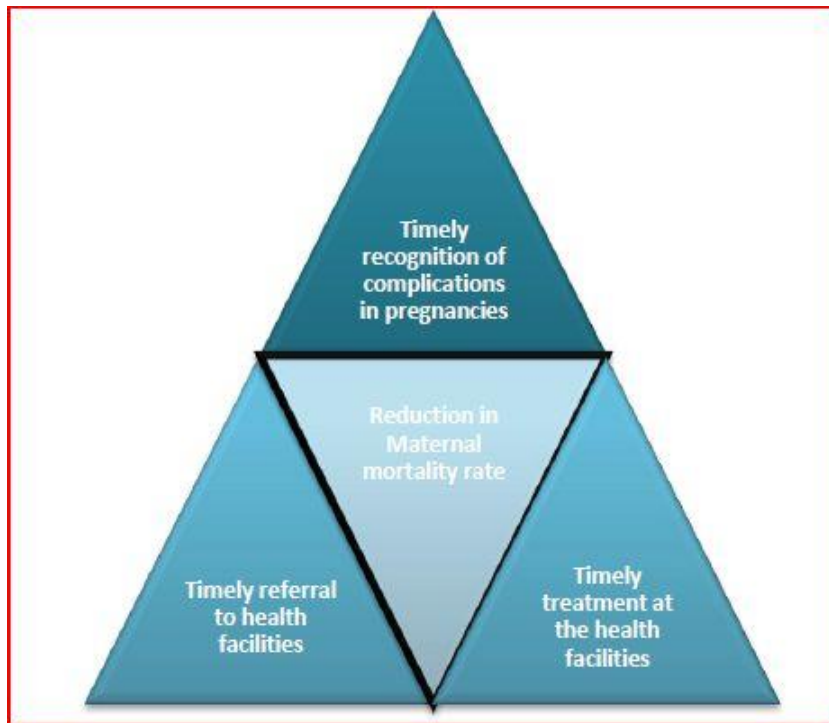 Timely
recognition of
complications
in pregnancies
Reduction in
Maternal
mortality rate
Timely referral
to health
facilities
Timely
treatment at
the health
facilities